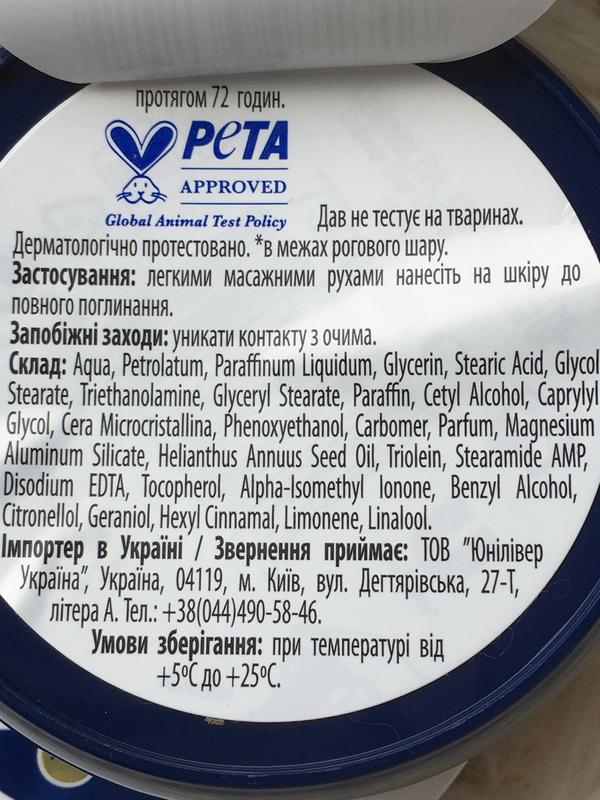 протягом 72 годин.
PETA
APPROVED
Global Animal Test Policy
Дав не тестує на тваринах.
Дерматологічно протестовано. *в межах рогового шару.
Застосування: легкими масажними рухами нанесіть на шкіру до
повного поглинання.
Запобіжні заходи: уникати контакту з очима.
Склад: Aqua, Petrolatum, Paraffinum Liquidum, Glycerin, Stearic Acid, Glycol
Stearate, Triethanolamine, Glyceryl Stearate, Paraffin, Cetyl Alcohol, Caprylyl
Glycol, Cera Microcristallina, Phenoxyethanol, Carbomer, Parfum, Magnesium
Aluminum Silicate, Helianthus Annuus Seed Oil, Triolein, Stearamide AMP,
Disodium EDTA, Tocopherol, Alpha-Isomethyl Ionone, Benzyl Alcohol,
Citronellol, Geraniol, Hexyl Cinnamal, Limonene, Linalool.
Імпортер в Україні / Звернення приймає: ТОВ "Юнілівер
Україна", Україна, 04119, м. Київ, вул. Дегтярівська, 27-Т,
літера А. Тел.: +38(044)490-58-46.
Умови зберігання: при температурі від
+5ºС до +25ºС.